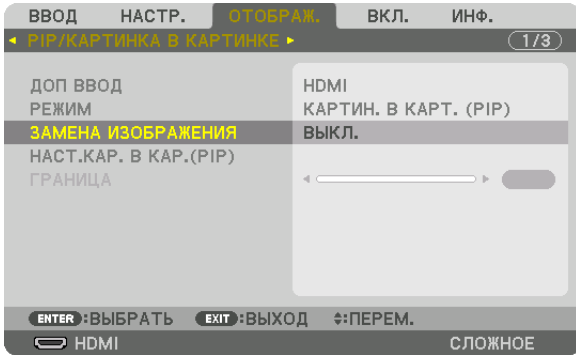 ВВОД НАСТР. ОТОБРАЖ. ВКЛ. ИНФ.
PIP/КАРТИНКА В КАРТИНКЕ 1/3
ДОП ВВОД HDMI
РЕЖИМ КАРТИН. В КАРТ. (PIP)
ЗАМЕНА ИЗОБРАЖЕНИЯ ВЫКЛ.
НАСТ.КАР. В КАР.(PIP)
ГРАНИЦА
ENTER :ВЫБРАТЬ EXIT :ВЫХОД :ПЕРЕМ.
HDMI СЛОЖНОЕ